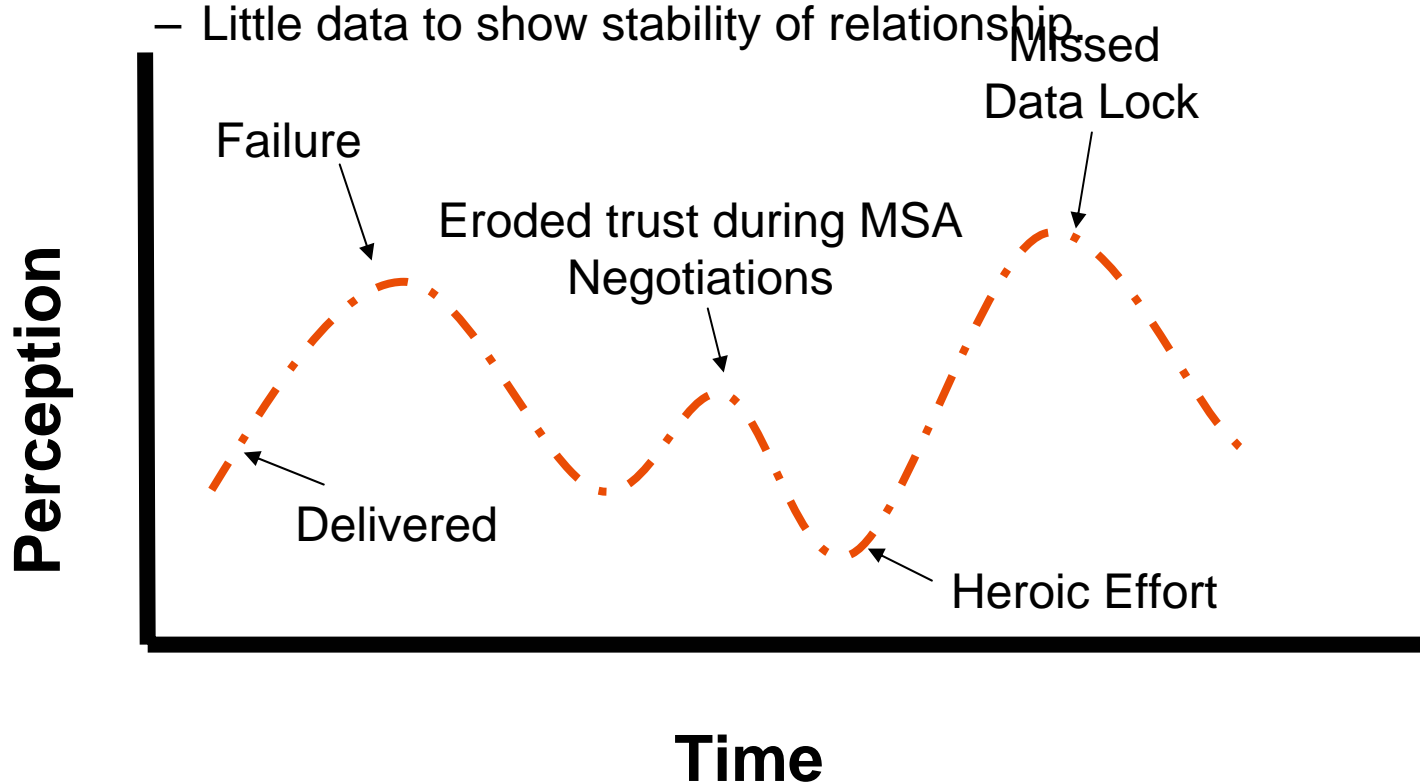 – Little data to show stability of relationship.
Missed
Data Lock
Failure
Eroded trust during MSA
Negotiations
Perception
Delivered
Heroic Effort
Time